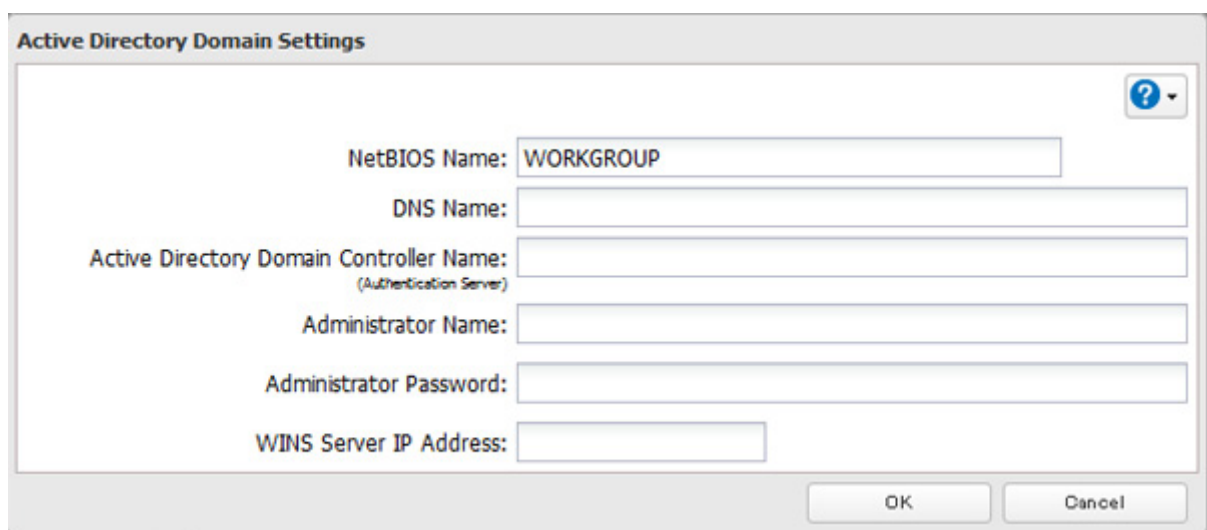 Active Directory Domain Settings
?
NetBIOS Name: WORKGROUP
DNS Name:
Active Directory Domain Controller Name:
(Authentication Server)
Administrator Name:
Administrator Password:
WINS Server IP Address:
OK Cancel